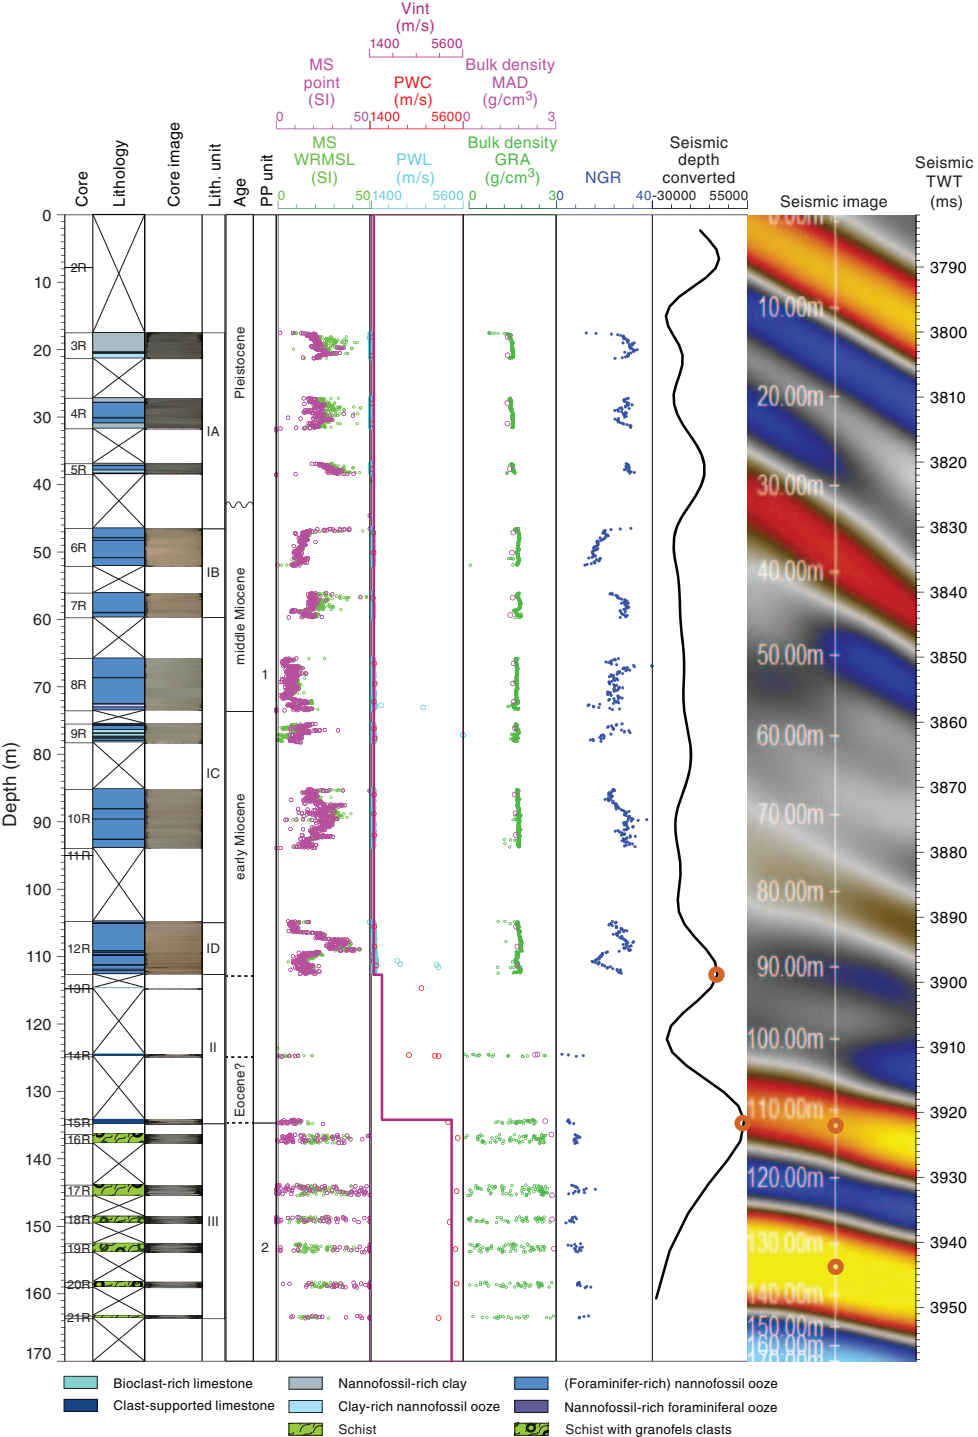 Vint
(m/s)
1400 5600
MS
point
(SI)
0 50
PWC
(m/s)
1400 5600
Bulk density
MAD
(g/cm3)
0 3
MS
WRMSL
(SI)
0 50
PWL
(m/s)
1400 5600
Bulk density
GRA
(g/cm3)
0 3
NGR
0 40
Seismic
depth
converted
-30000 55000
Seismic image
Seismic
TWT
(ms)
Core
Lithology
Core image
Lith. unit
Age
PP unit
Depth (m)
0
10
20
30
40
50
60
70
80
90
100
110
120
130
140
150
160
170
2R
3R
4R
5R
6R
7R
8R
9R
10R
11R
12R
13R
14R
15R
16R
17R
18R
19R
20R
21R
IA
IB
IC
ID
II
III
Pleistocene
middle Miocene
early Miocene
Eocene?
1
2
0.00m
10.00m
20.00m
30.00m
40.00m
50.00m
60.00m
70.00m
80.00m
90.00m
100.00m
110.00m
120.00m
130.00m
140.00m
150.00m
160.00m
170.00m
3790
3800
3810
3820
3830
3840
3850
3860
3870
3880
3890
3900
3910
3920
3930
3940
3950
Bioclast-rich limestone
Nannofossil-rich clay
(Foraminifer-rich) nannofossil ooze
Clast-supported limestone
Clay-rich nannofossil ooze
Nannofossil-rich foraminiferal ooze
Schist
Schist with granofels clasts